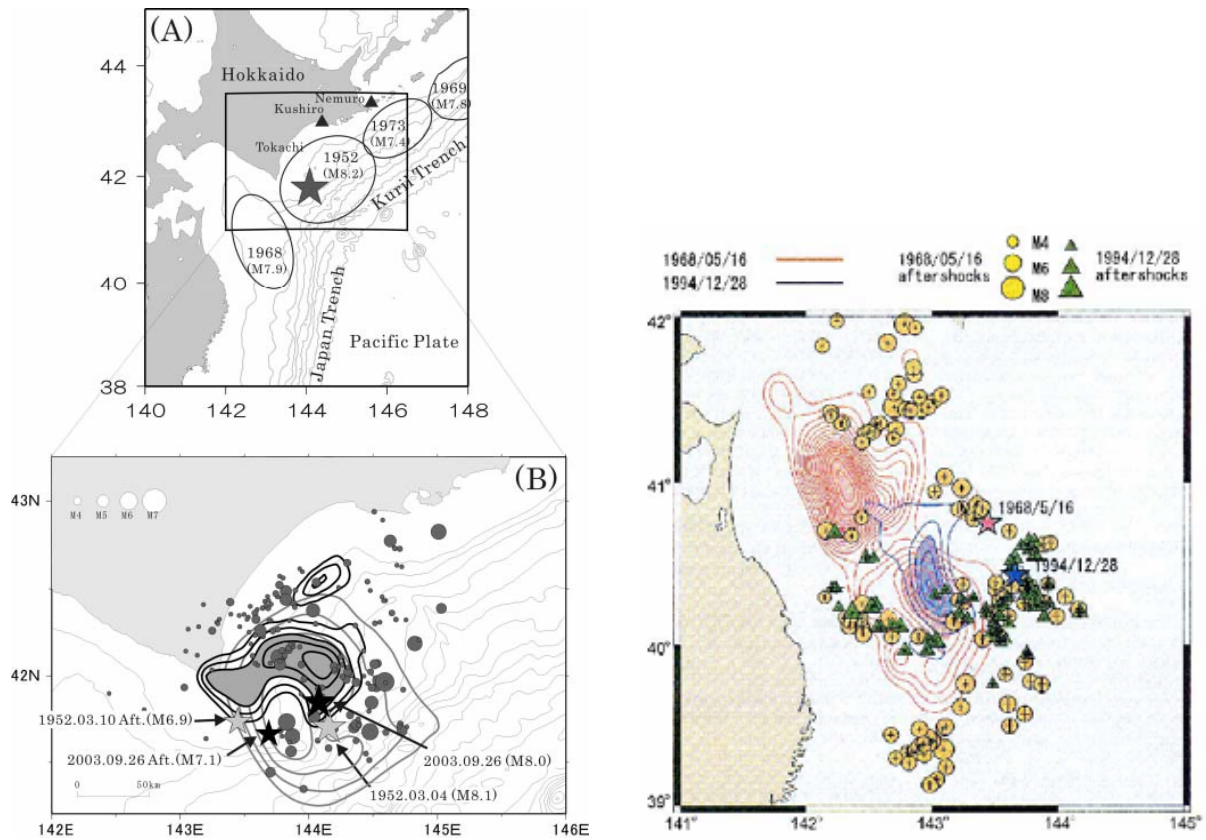 (A)
44
42
40
38
140
142
144
146
148
Hokkaido
Nemuro
Kushiro
Tokachi
1969
(M7.8)
1973
(M7.4)
1952
(M8.2)
Kuril Trench
1968
(M7.9)
Japan Trench
Pacific Plate
(B)
43N
42N
M4
M5
M6
M7
1952.03.10 Aft.(M6.9)
2003.09.26 Aft.(M7.1)
2003.09.26 (M8.0)
1952.03.04 (M8.1)
0
50km
142E
143E
144E
145E
146E
1968/05/16
1994/12/28
1968/05/16
aftershocks
M4
M6
M8
1994/12/28
aftershocks
42°
41°
40°
39°
1968/5/16
1994/12/28
141°
142°
143°
144°
145°